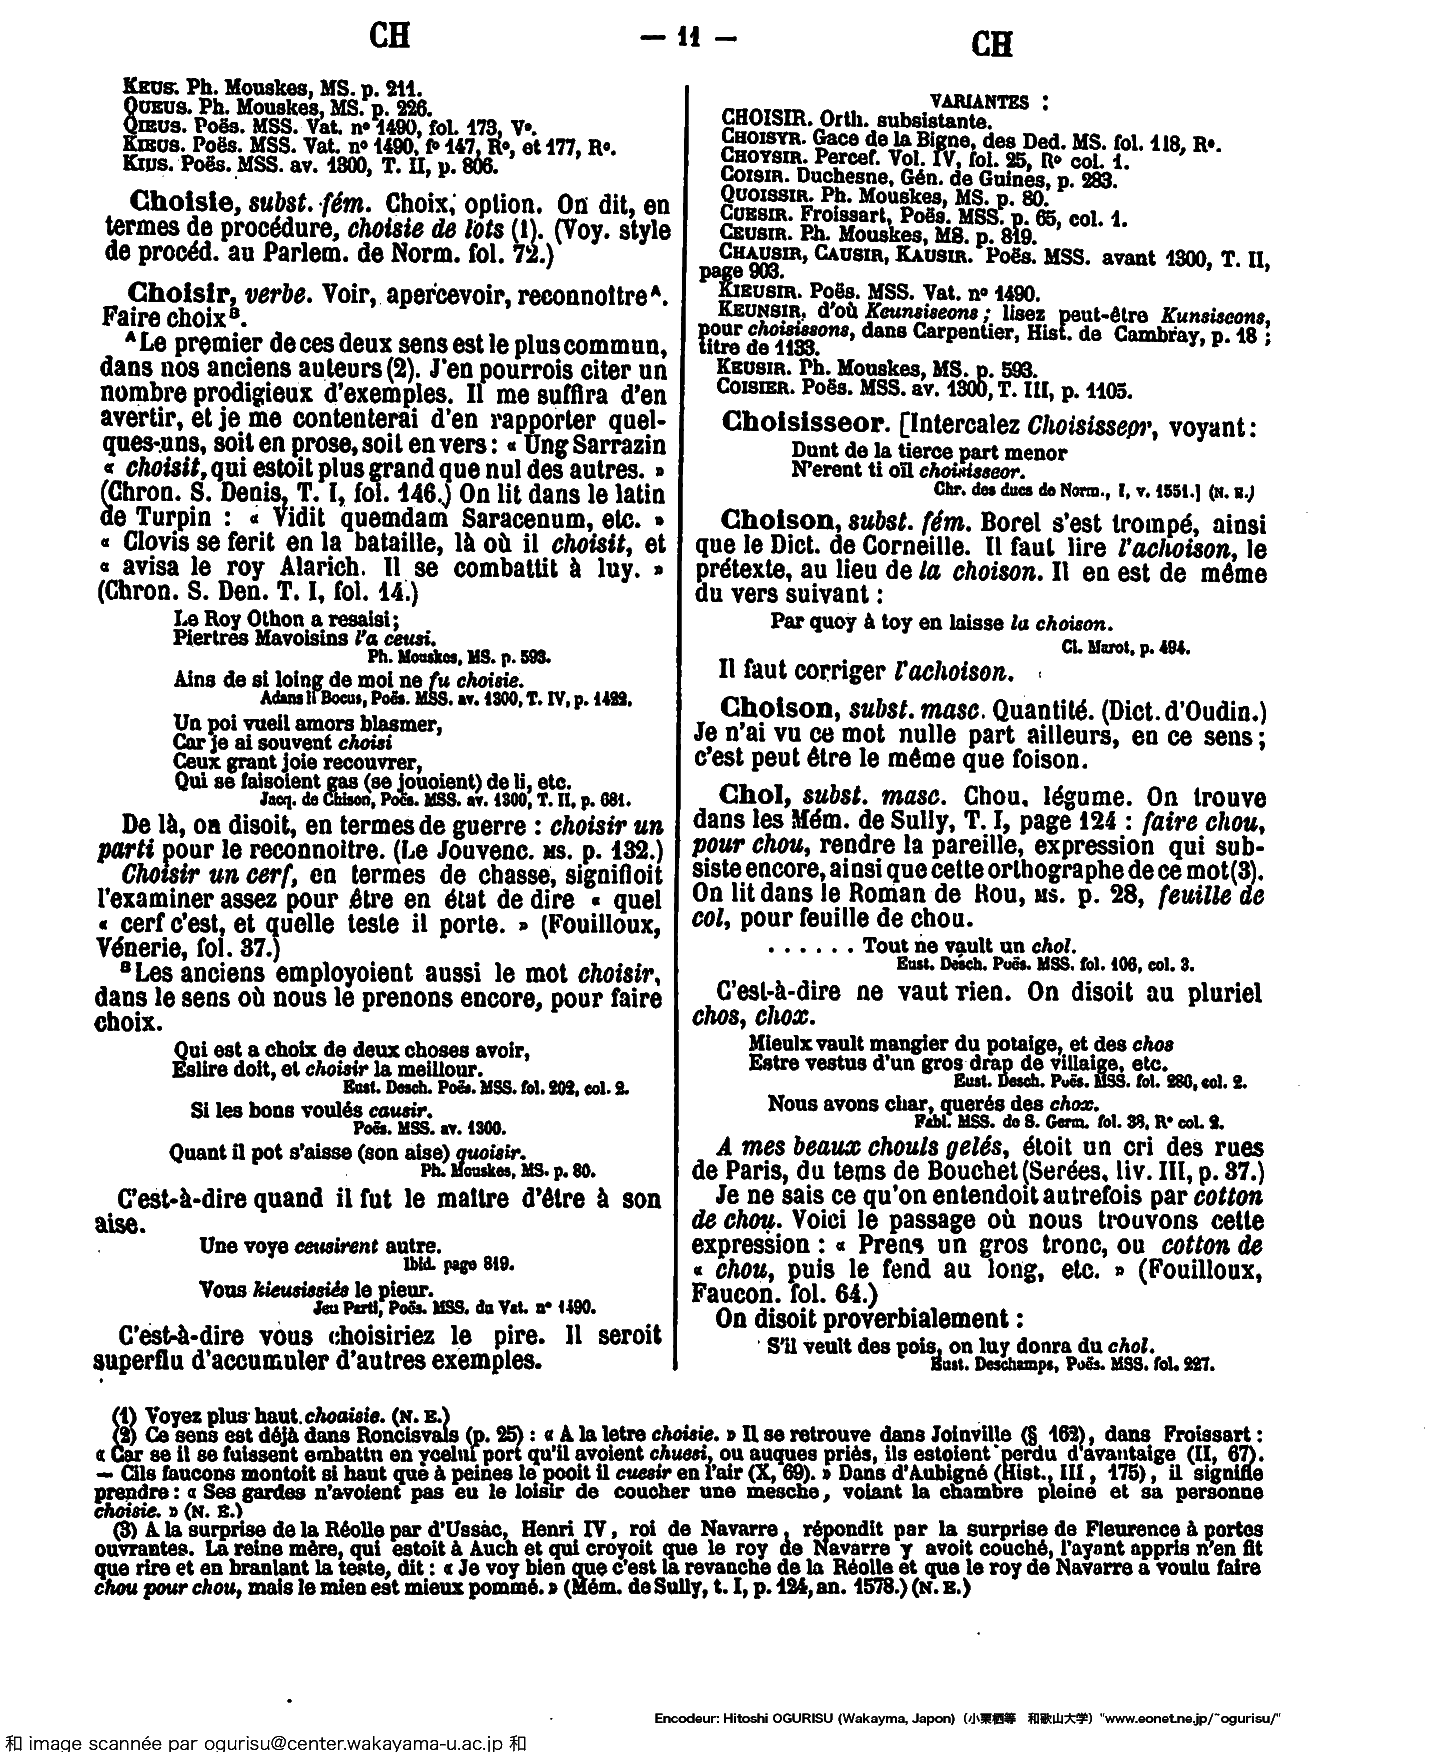 CH
— 11 —
CH
KEUS. Ph. Mouskes, MS. p. 211.
QUEUS. Ph. Mouskes, MS. p. 226.
QIEUS. Poës. MSS. Vat. nº 1490, fol. 173, Vº.
KIEUS. Poës. MSS. Vat. nº 1490, fº 147, Rº, et 177, Rº.
KIUS. Poës. MSS. av. 1300, T. II, p. 806.
Choisie, subst. fém. Choix, option. On dit, en
termes de procédure, choisie de lots (1). (Voy. style
de procéd. au Parlem. de Norm. fol. 72.)
Choisir, verbe. Voir, apercevoir, reconnoître ᴬ.
Faire choix ᴮ.
ᴬ Le premier de ces deux sens est le plus commun,
dans nos anciens auteurs (2). J'en pourrois citer un
nombre prodigieux d'exemples. Il me suffira d'en
avertir, et je me contenterai d'en rapporter quel-
ques-uns, soit en prose, soit en vers : « Ung Sarrazin
« choisit, qui estoit plus grand que nul des autres. »
(Chron. S. Denis, T. I, fol. 146.) On lit dans le latin
de Turpin : « Vidit quemdam Saracenum, etc. »
« Clovis se ferit en la bataille, là où il choisit, et
« avisa le roy Alarich. Il se combattit à luy. »
(Chron. S. Den. T. I, fol. 14.)
Le Roy Othon a resaisi ;
Piertres Mavoisins l'a ceusi.
Ph. Mouskes, MS. p. 593.
Ains de si loing de moi ne fu choisie.
Adans li Bocus, Poës. MSS. av. 1300, T. IV, p. 1422.
Un poi vueil amors blasmer,
Car je ai souvent choisi
Ceux grant joie recouvrer,
Qui se faisoient gas (se jouoient) de li, etc.
Jacq. de Chison, Poës. MSS. av. 1300, T. II, p. 681.
De là, on disoit, en termes de guerre : choisir un
parti pour le reconnoitre. (Le Jouvenc. MS. p. 132.)
Choisir un cerf, en termes de chasse, signifioit
l'examiner assez pour être en état de dire « quel
« cerf c'est, et quelle teste il porte. » (Fouilloux,
Vénerie, fol. 37.)
ᴮ Les anciens employoient aussi le mot choisir,
dans le sens où nous le prenons encore, pour faire
choix.
Qui est a choix de deux choses avoir,
Eslire doit, et choisir la meillour.
Eust. Desch. Poës. MSS. fol. 202, col. 2.
Si les bons voulés causir.
Poës. MSS. av. 1300.
Quant il pot s'aisse (son aise) quoisir.
Ph. Mouskes, MS. p. 80.
C'est-à-dire quand il fut le maître d'être à son
aise.
Une voye ceusirent autre.
Ibid. page 819.
Vous kieusissiés le pieur.
Jeu Parti, Poës. MSS. du Vat. nº 1490.
C'est-à-dire vous choisiriez le pire. Il seroit
superflu d'accumuler d'autres exemples.
VARIANTES :
CHOISIR. Orth. subsistante.
CHOISYR. Gace de la Bigne, des Ded. MS. fol. 118, Rº.
CHOYSIR. Percef. Vol. IV, fol. 25, Rº col. 1.
COISIR. Duchesne, Gén. de Guines, p. 283.
QUOISSIR. Ph. Mouskes, MS. p. 80.
CUESIR. Froissart, Poës. MSS. p. 65, col. 1.
CEUSIR. Ph. Mouskes, MS. p. 819.
CHAUSIR, CAUSIR, KAUSIR. Poës. MSS. avant 1300, T. II,
page 903.
KIEUSIR. Poës. MSS. Vat. nº 1490.
KEUNSIR, d'où Keunsiseons ; lisez peut-être Kunsiscons,
pour choisissons, dans Carpentier, Hist. de Cambray, p. 18 ;
titre de 1133.
KEUSIR. Ph. Mouskes, MS. p. 593.
COISIER. Poës. MSS. av. 1300, T. III, p. 1105.
Choisisseor. [Intercalez Choisisseor, voyant :
Dunt de la tierce part menor
N'erent ti oïl choisisseor.
Chr. des ducs de Norm., I, v. 1551.] (N. E.)
Choison, subst. fém. Borel s'est trompé, ainsi
que le Dict. de Corneille. Il faut lire l'achoison, le
prétexte, au lieu de la choison. Il en est de même
du vers suivant :
Par quoy à toy en laisse la choison.
Cl. Marot, p. 494.
Il faut corriger l'achoison.
Choison, subst. masc. Quantité. (Dict. d'Oudin.)
Je n'ai vu ce mot nulle part ailleurs, en ce sens ;
c'est peut être le même que foison.
Chol, subst. masc. Chou, légume. On trouve
dans les Mém. de Sully, T. I, page 124 : faire chou,
pour chou, rendre la pareille, expression qui sub-
siste encore, ainsi que cette orthographe de ce mot (3).
On lit dans le Roman de Rou, MS. p. 28, feuille de
col, pour feuille de chou.
. . . . . . Tout ne vault un chol.
Eust. Desch. Poës. MSS. fol. 106, col. 3.
C'est-à-dire ne vaut rien. On disoit au pluriel
chos, chox.
Mieulx vault mangier du potaige, et des chos
Estre vestus d'un gros drap de villaige, etc.
Eust. Desch. Poës. MSS. fol. 280, col. 2.
Nous avons char, querés des chox.
Fabl. MSS. de S. Germ. fol. 38, Rº col. 2.
A mes beaux chouls gelés, étoit un cri des rues
de Paris, du tems de Bouchet (Serées, liv. III, p. 37.)
Je ne sais ce qu'on entendoit autrefois par cotton
de chou. Voici le passage où nous trouvons cette
expression : « Prens un gros tronc, ou cotton de
« chou, puis le fend au long, etc. » (Fouilloux,
Faucon. fol. 64.)
On disoit proverbialement :
S'il veult des pois, on luy donra du chol.
Eust. Deschamps, Poës. MSS. fol. 227.
(1) Voyez plus haut choaisie. (N. E.)
(2) Ce sens est déjà dans Roncisvals (p. 25) : « A la letre choisie. » Il se retrouve dans Joinville (§ 162), dans Froissart :
« Car se il se fuissent embattu en ycelui port qu'il avoient chuesi, ou auques priès, ils estoient perdu d'avantaige (II, 67).
— Cils faucons montoit si haut que à peines le pooit il cuesir en l'air (X, 69). » Dans d'Aubigné (Hist., III, 175), il signifie
prendre : « Ses gardes n'avoient pas eu le loisir de coucher une mesche, voiant la chambre pleine et sa personne
choisie. » (N. E.)
(3) A la surprise de la Réolle par d'Ussac, Henri IV, roi de Navarre, répondit par la surprise de Fleurence à portes
ouvrantes. La reine mère, qui estoit à Auch et qui croyoit que le roy de Navarre y avoit couché, l'ayant appris n'en fit
que rire et en branlant la teste, dit : « Je voy bien que c'est la revanche de la Réolle et que le roy de Navarre a voulu faire
chou pour chou, mais le mien est mieux pommé. » (Mém. de Sully, t. I, p. 124, an. 1578.) (N. E.)
Encodeur: Hitoshi OGURISU (Wakayma, Japon) (小栗栖等 和歌山大学) "www.eonet.ne.jp/~ogurisu/"
和 image scannée par ogurisu@center.wakayama-u.ac.jp 和